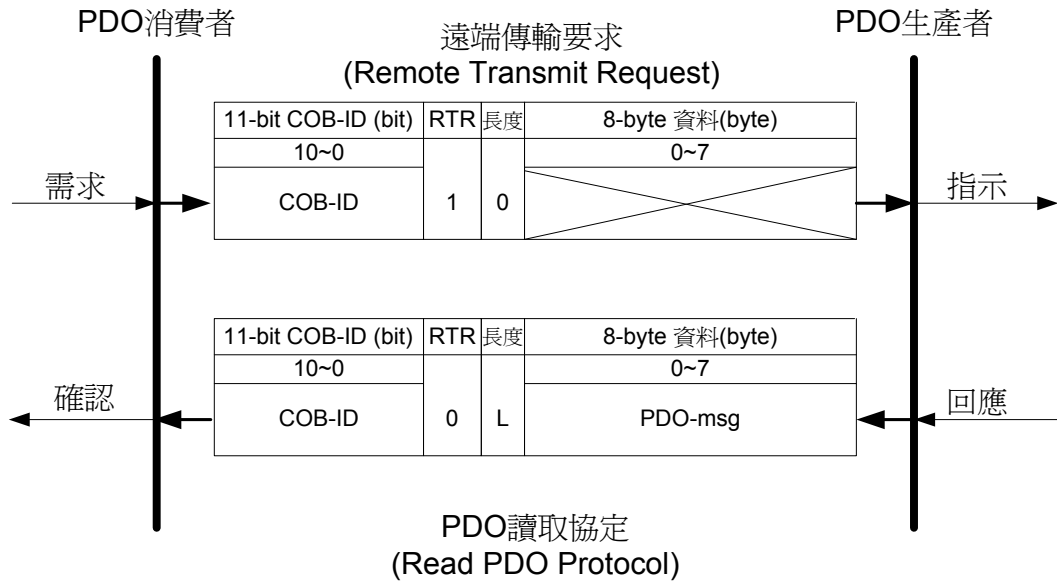 PDO消費者
PDO生產者
遠端傳輸要求
(Remote Transmit Request)
11-bit COB-ID (bit) RTR 長度 8-byte 資料(byte)
10~0 0~7
需求
COB-ID 1 0
指示
11-bit COB-ID (bit) RTR 長度 8-byte 資料(byte)
10~0 0~7
確認
COB-ID 0 L PDO-msg
回應
PDO讀取協定
(Read PDO Protocol)